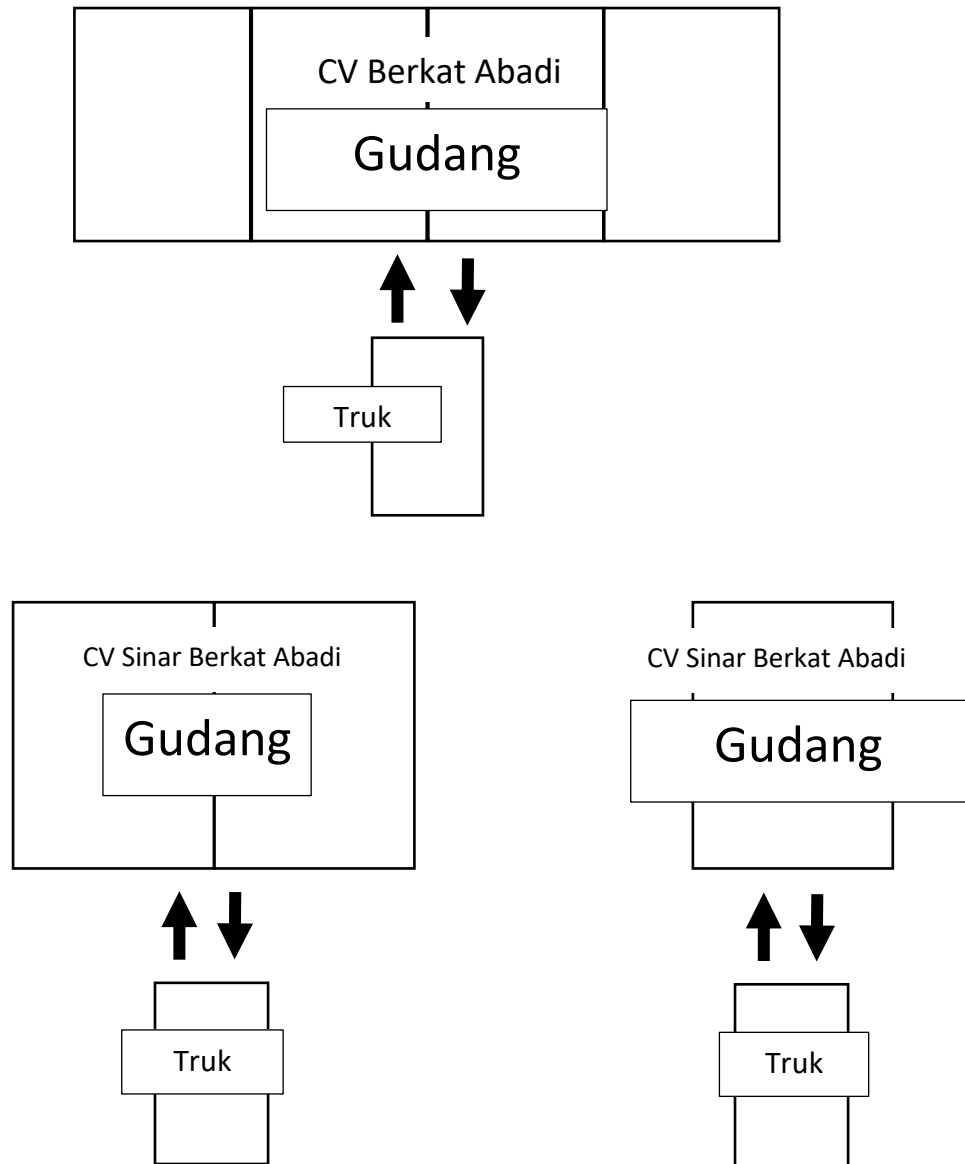 CV Berkat Abadi
Gudang
Truk
CV Sinar Berkat Abadi
Gudang
Truk
CV Sinar Berkat Abadi
Gudang
Truk